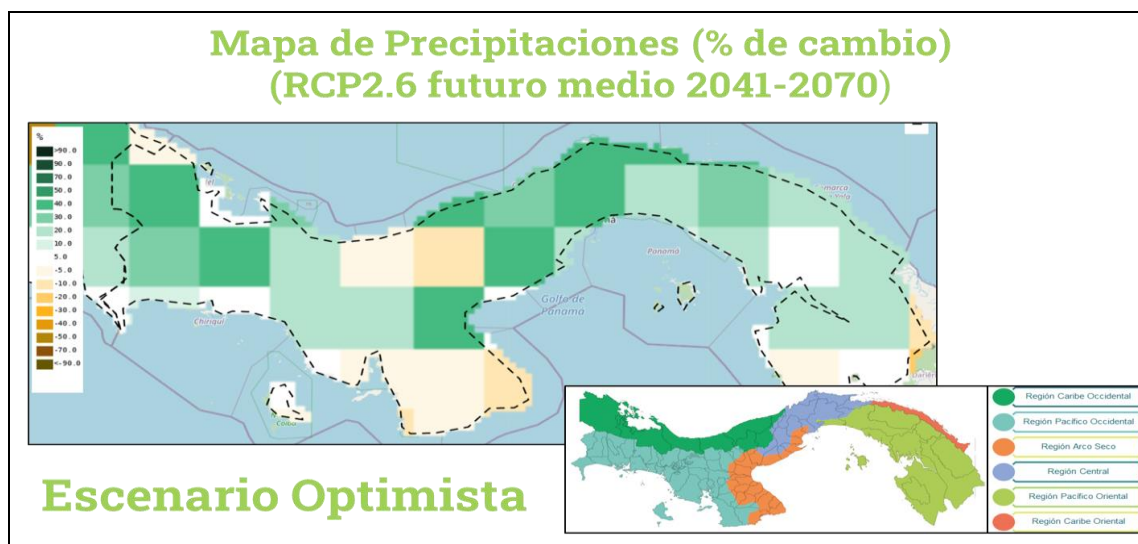 Mapa de Precipitaciones (% de cambio)
(RCP2.6 futuro medio 2041-2070)
%
>90.0
90.0
70.0
50.0
40.0
30.0
20.0
10.0
5.0
-5.0
-10.0
-20.0
-30.0
-40.0
-50.0
-70.0
<-90.0
Chiriquí
Coiba
Golfo de
Panamá
Panamá
Darién
Escenario Optimista
Región Caribe Occidental
Región Pacífico Occidental
Región Arco Seco
Región Central
Región Pacífico Oriental
Región Caribe Oriental